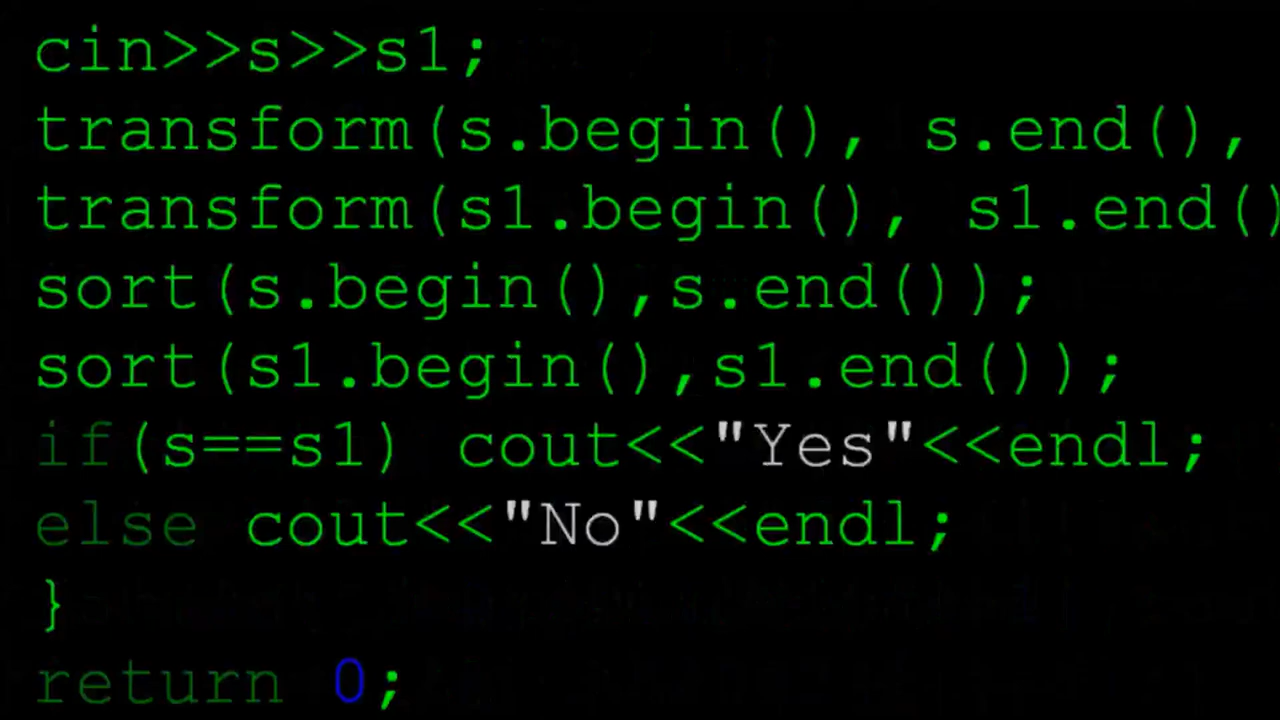 cin>>s>>s1;
transform(s.begin(), s.end(),
transform(s1.begin(), s1.end()
sort(s.begin(),s.end());
sort(s1.begin(),s1.end());
if(s==s1) cout<<"Yes"<<endl;
else cout<<"No"<<endl;
}
return 0;